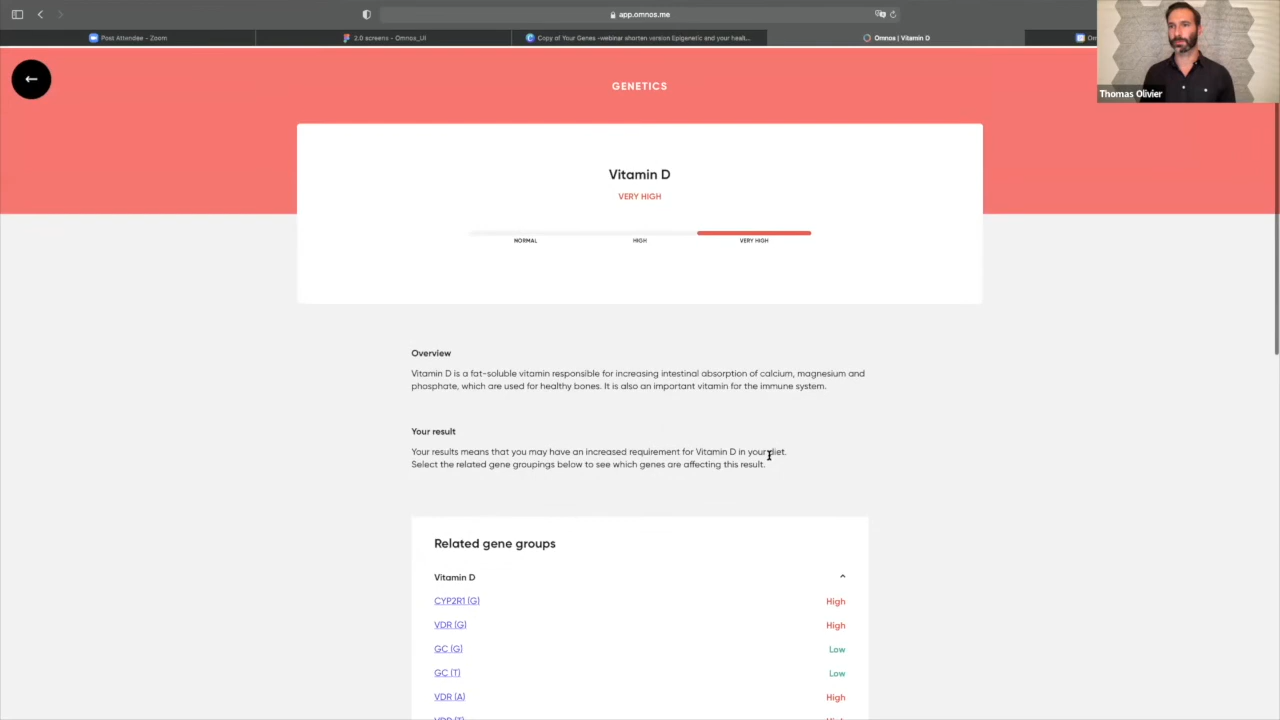 app.omnos.me
Post Attendee - Zoom
2.0 screens - Omnos_UI
Copy of Your Genes -webinar shorten version Epigenetic and your heal...
Omnos | Vitamin D
Thomas Olivier
GENETICS
Vitamin D
VERY HIGH
NORMAL
HIGH
VERY HIGH
Overview
Vitamin D is a fat-soluble vitamin responsible for increasing intestinal absorption of calcium, magnesium and
phosphate, which are used for healthy bones. It is also an important vitamin for the immune system.
Your result
Your results means that you may have an increased requirement for Vitamin D in your diet.
Select the related gene groupings below to see which genes are affecting this result.
Related gene groups
Vitamin D
CYP2R1 (G) High
VDR (G) High
GC (G) Low
GC (T) Low
VDR (A) High